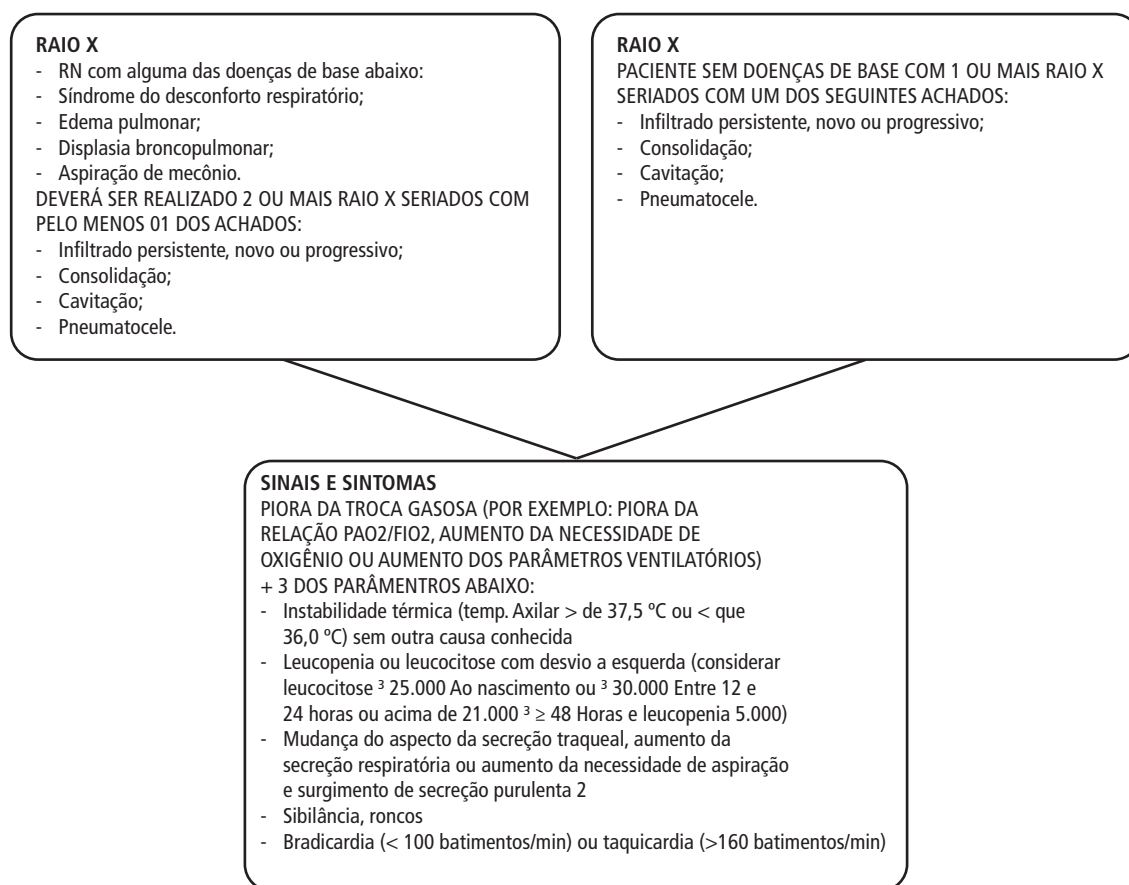 RAIO X
- RN com alguma das doenças de base abaixo:
- Síndrome do desconforto respiratório;
- Edema pulmonar;
- Displasia broncopulmonar;
- Aspiração de mecônio.
DEVERÁ SER REALIZADO 2 OU MAIS RAIO X SERIADOS COM
PELO MENOS 01 DOS ACHADOS:
- Infiltrado persistente, novo ou progressivo;
- Consolidação;
- Cavitação;
- Pneumatocele.
RAIO X
PACIENTE SEM DOENÇAS DE BASE COM 1 OU MAIS RAIO X
SERIADOS COM UM DOS SEGUINTES ACHADOS:
- Infiltrado persistente, novo ou progressivo;
- Consolidação;
- Cavitação;
- Pneumatocele.
SINAIS E SINTOMAS
PIORA DA TROCA GASOSA (POR EXEMPLO: PIORA DA
RELAÇÃO PAO2/FIO2, AUMENTO DA NECESSIDADE DE
OXIGÊNIO OU AUMENTO DOS PARÂMETROS VENTILATÓRIOS)
+ 3 DOS PARÂMENTROS ABAIXO:
- Instabilidade térmica (temp. Axilar > de 37,5 ºC ou < que
36,0 ºC) sem outra causa conhecida
- Leucopenia ou leucocitose com desvio a esquerda (considerar
leucocitose ³ 25.000 Ao nascimento ou ³ 30.000 Entre 12 e
24 horas ou acima de 21.000 ³ ≥ 48 Horas e leucopenia 5.000)
- Mudança do aspecto da secreção traqueal, aumento da
secreção respiratória ou aumento da necessidade de aspiração
e surgimento de secreção purulenta 2
- Sibilância, roncos
- Bradicardia (< 100 batimentos/min) ou taquicardia (>160 batimentos/min)